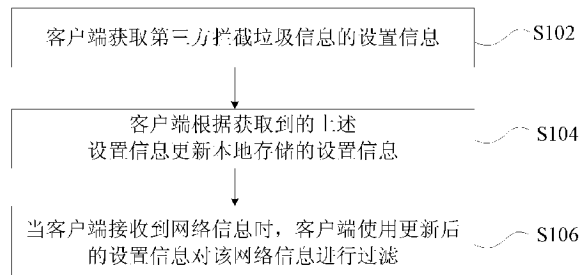 客户端获取第三方拦截垃圾信息的设置信息
S102
客户端根据获取到的上述
设置信息更新本地存储的设置信息
S104
当客户端接收到网络信息时，客户端使用更新后
的设置信息对该网络信息进行过滤
S106